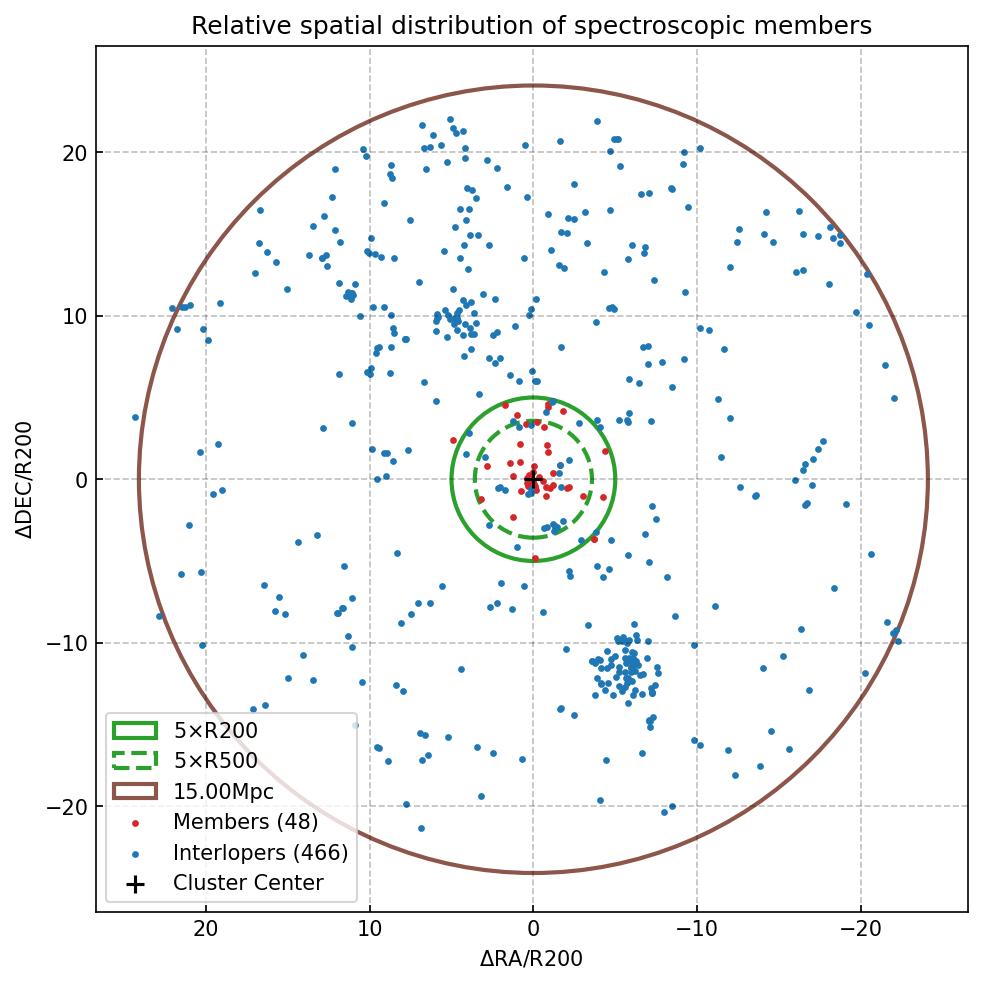 Relative spatial distribution of spectroscopic members
ΔDEC/R200
20
10
0
−10
−20
5×R200
5×R500
15.00Mpc
Members (48)
Interlopers (466)
Cluster Center
20
10
0
−10
−20
ΔRA/R200